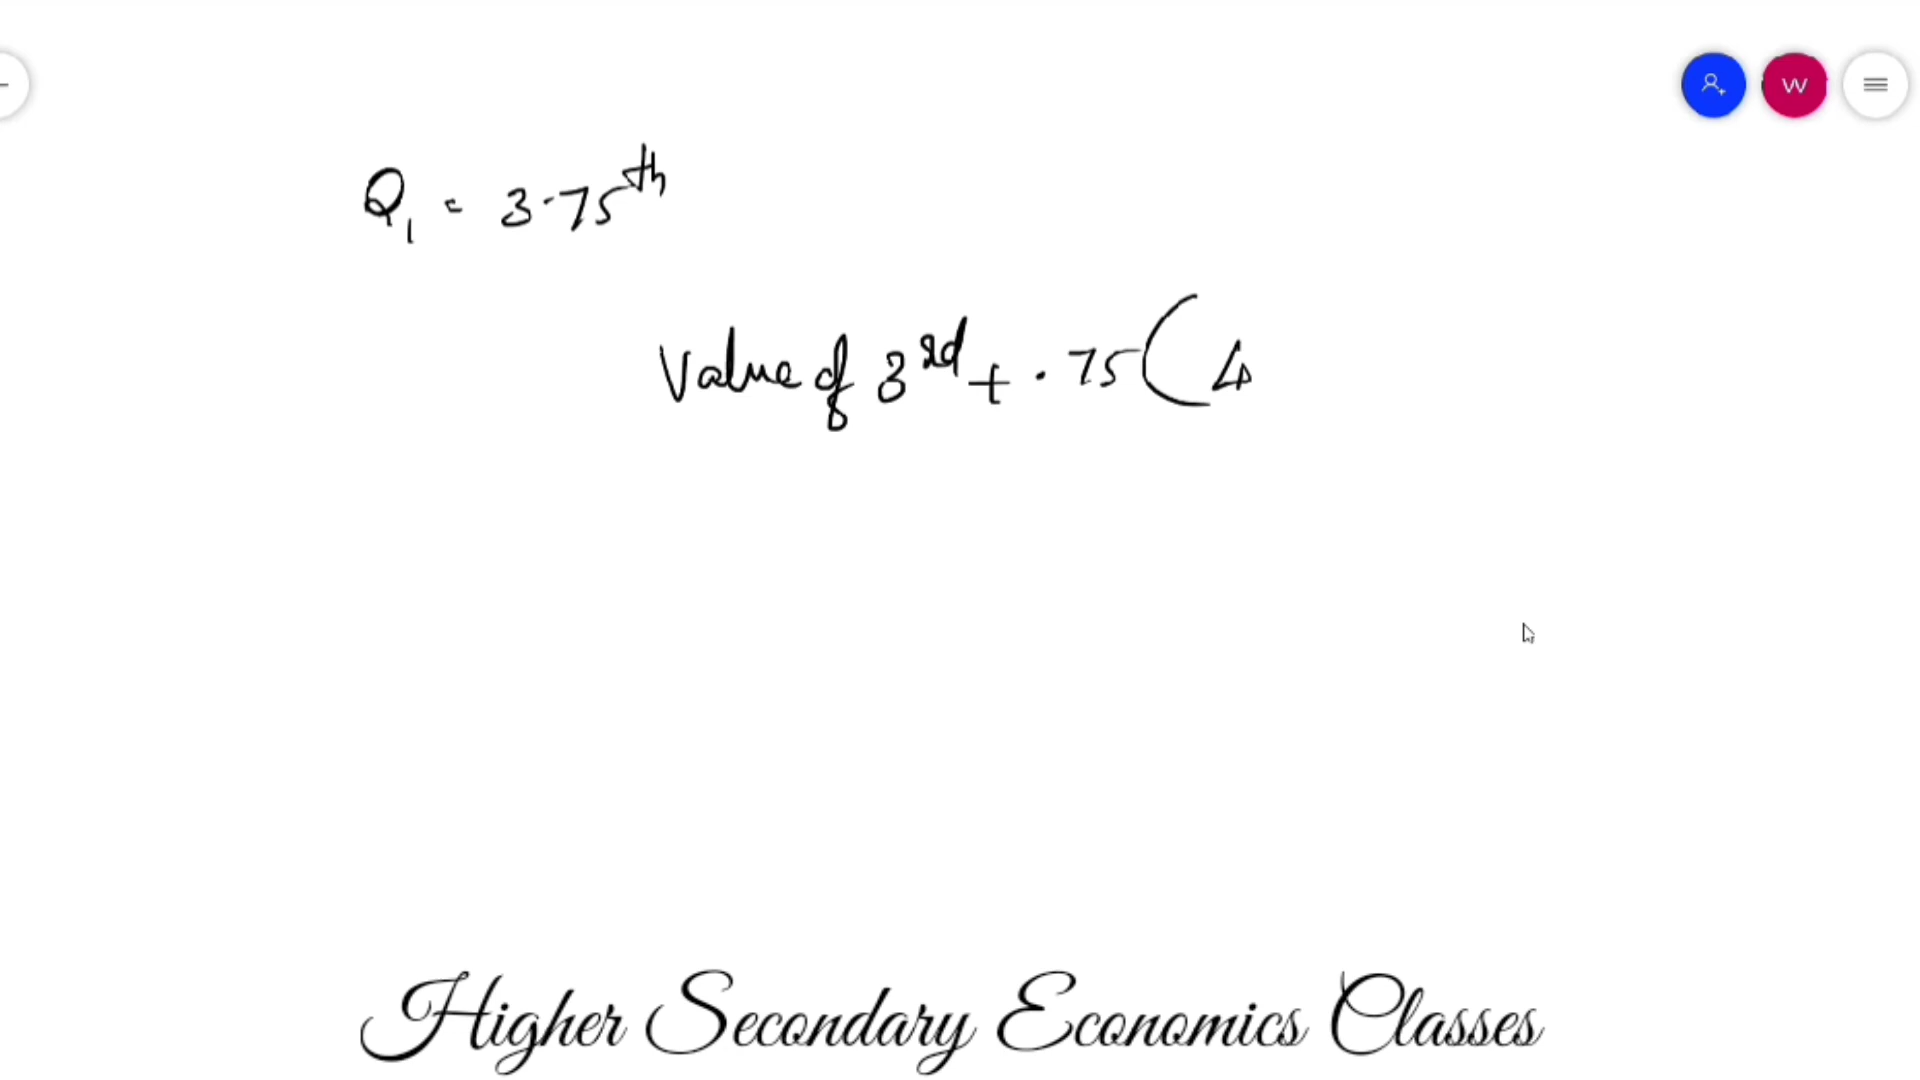 W
Q₁ = 3.75th
Value of 3rd + .75 ( 4
Higher Secondary Economics Classes